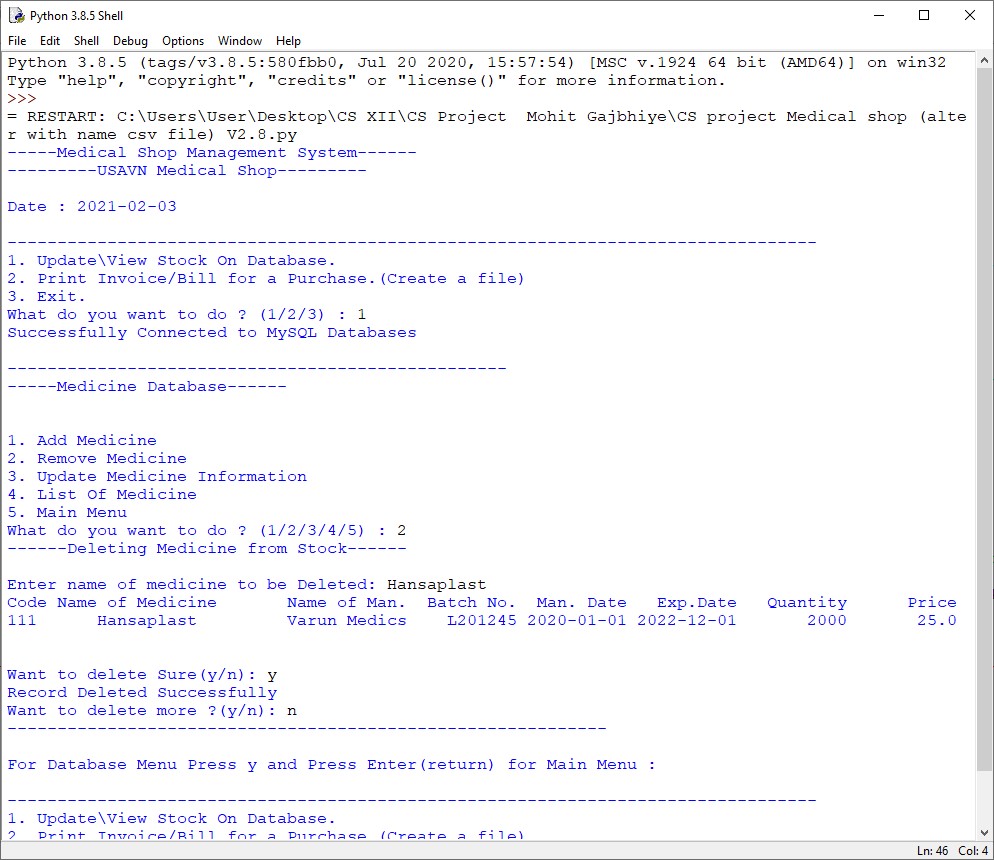 Python 3.8.5 Shell
File Edit Shell Debug Options Window Help
Python 3.8.5 (tags/v3.8.5:580fbb0, Jul 20 2020, 15:57:54) [MSC v.1924 64 bit (AMD64)] on win32
Type "help", "copyright", "credits" or "license()" for more information.
>>>
= RESTART: C:\Users\User\Desktop\CS XII\CS Project  Mohit Gajbhiye\CS project Medical shop (alte
r with name csv file) V2.8.py
-----Medical Shop Management System------
---------USAVN Medical Shop---------
Date : 2021-02-03
---------------------------------------------------------------------------------
1. Update\View Stock On Database.
2. Print Invoice/Bill for a Purchase.(Create a file)
3. Exit.
What do you want to do ? (1/2/3) : 1
Successfully Connected to MySQL Databases
--------------------------------------------------
-----Medicine Database------
1. Add Medicine
2. Remove Medicine
3. Update Medicine Information
4. List Of Medicine
5. Main Menu
What do you want to do ? (1/2/3/4/5) : 2
------Deleting Medicine from Stock------
Enter name of medicine to be Deleted: Hansaplast
Code Name of Medicine       Name of Man.  Batch No.  Man. Date   Exp.Date   Quantity      Price
111      Hansaplast         Varun Medics    L201245 2020-01-01 2022-12-01       2000       25.0
Want to delete Sure(y/n): y
Record Deleted Successfully
Want to delete more ?(y/n): n
------------------------------------------------------------
For Database Menu Press y and Press Enter(return) for Main Menu :
---------------------------------------------------------------------------------
1. Update\View Stock On Database.
2. Print Invoice/Bill for a Purchase.(Create a file)
Ln: 46 Col: 4